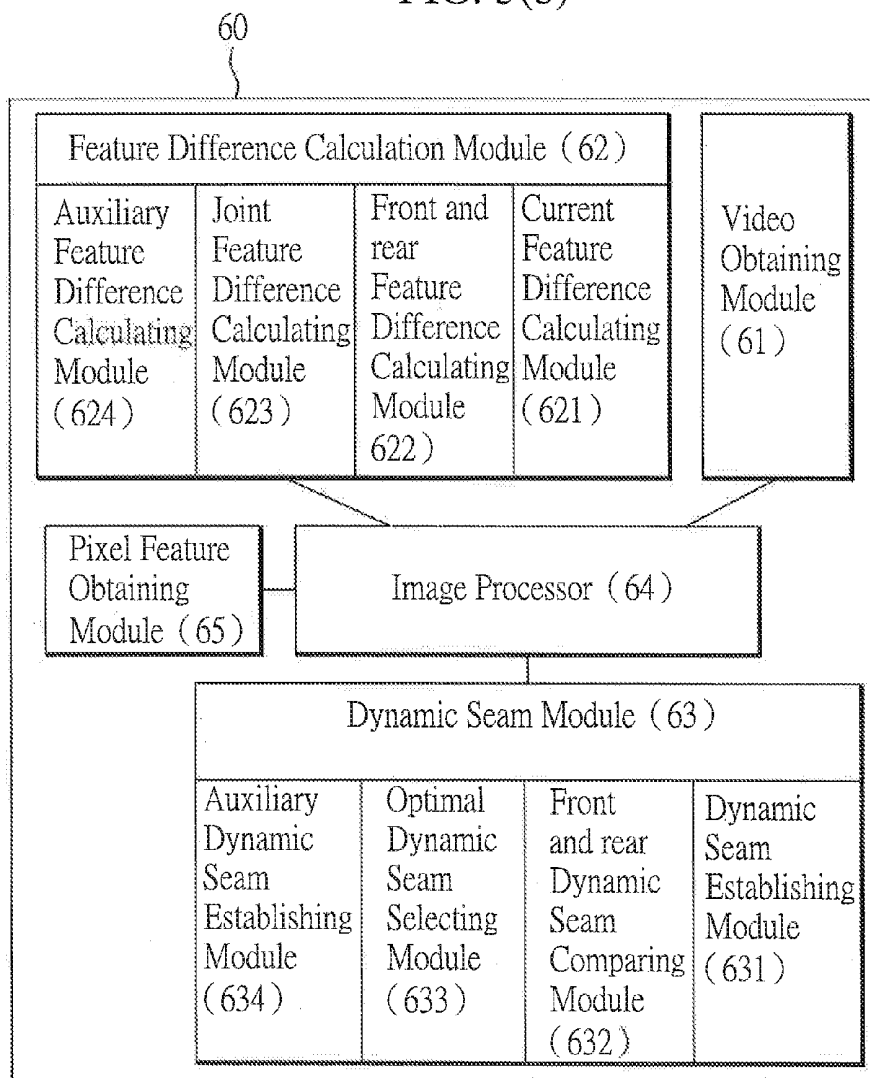 60
Feature Difference Calculation Module (62)
Auxiliary
Feature
Difference
Calculating
Module
(624)
Joint
Feature
Difference
Calculating
Module
(623)
Front and
rear
Feature
Difference
Calculating
Module
622)
Current
Feature
Difference
Calculating
Module
(621)
Video
Obtaining
Module
(61)
Pixel Feature
Obtaining
Module (65)
Image Processor (64)
Dynamic Seam Module (63)
Auxiliary
Dynamic
Seam
Establishing
Module
(634)
Optimal
Dynamic
Seam
Selecting
Module
(633)
Front
and rear
Dynamic
Seam
Comparing
Module
(632)
Dynamic
Seam
Establishing
Module
(631)